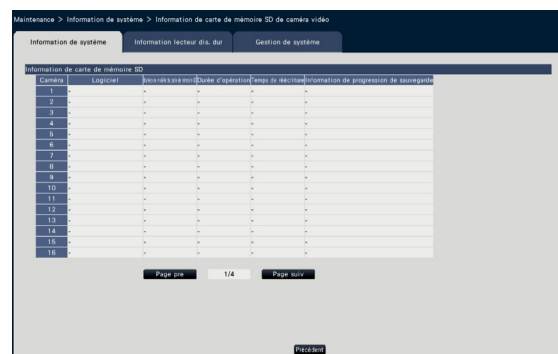 Maintenance > Information de système > Information de carte de mémoire SD de caméra vidéo
Information de système Information lecteur dis. dur Gestion de système
Information de carte de mémoire SD
Caméra Logiciel Durée d'opération Temps de réécriture Information de progression de sauvegarde
1 - - - - -
2 - - - - -
3 - - - - -
4 - - - - -
5 - - - - -
6 - - - - -
7 - - - - -
8 - - - - -
9 - - - - -
10 - - - - -
11 - - - - -
12 - - - - -
13 - - - - -
14 - - - - -
15 - - - - -
16 - - - - -
Page pre 1/4 Page suiv
Précédent